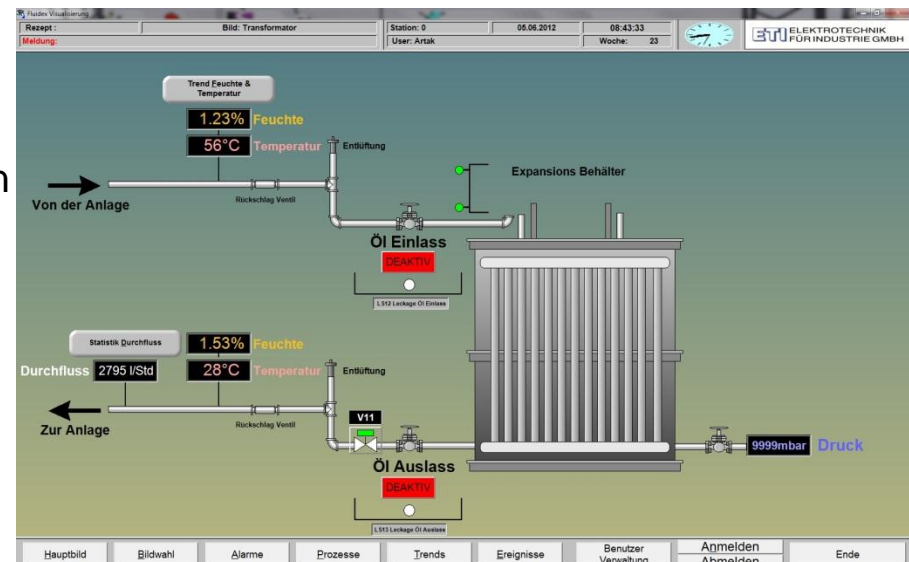 Fluidex Visualisierung
Rezept :
Bild: Transformator
Station: 0
05.06.2012
08:43:33
Meldung:
User: Artak
Woche: 23
ETI ELEKTROTECHNIK
FÜR INDUSTRIE GMBH
Trend Feuchte &
Temperatur
1.23% Feuchte
56°C Temperatur
Entlüftung
n
Expansions Behälter
Von der Anlage
Rückschlag Ventil
Öl Einlass
DEAKTIV
LS12 Leckage Öl Einlass
Statistik Durchfluss
1.53% Feuchte
Durchfluss 2795 l/Std
28°C Temperatur
Entlüftung
Zur Anlage
Rückschlag Ventil
V11
9999mbar Druck
Öl Auslass
DEAKTIV
LS13 Leckage Öl Auslass
Hauptbild
Bildwahl
Alarme
Prozesse
Trends
Ereignisse
Benutzer
Verwaltung
Anmelden
Abmelden
Ende